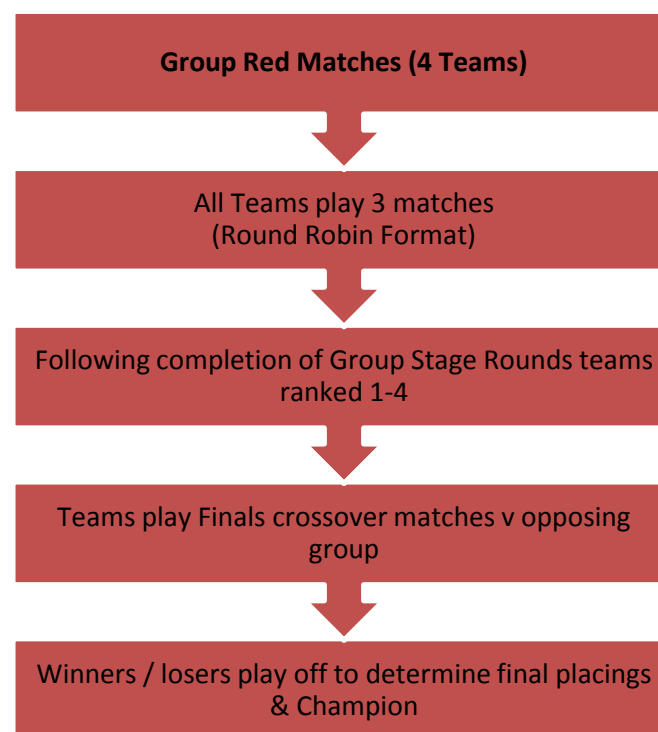 Group Red Matches (4 Teams)
All Teams play 3 matches
(Round Robin Format)
Following completion of Group Stage Rounds teams
ranked 1-4
Teams play Finals crossover matches v opposing
group
Winners / losers play off to determine final placings
& Champion